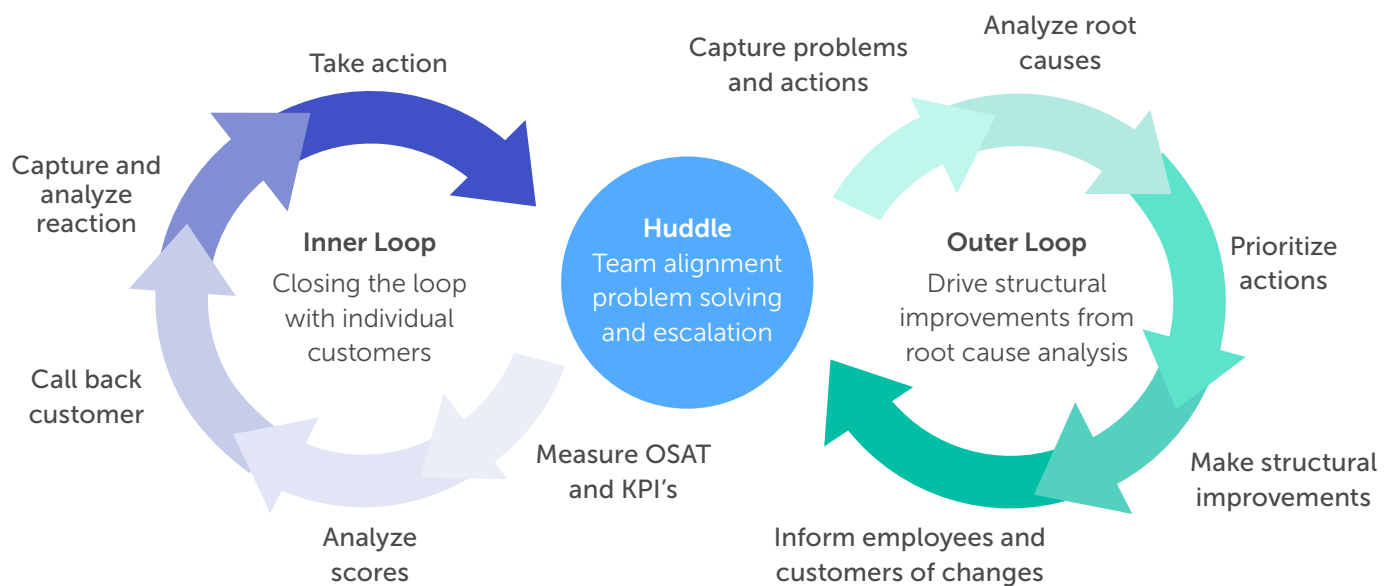 Take action
Capture and
analyze
reaction
Inner Loop
Closing the loop
with individual
customers
Call back
customer
Analyze
scores
Measure OSAT
and KPI's
Huddle
Team alignment
problem solving
and escalation
Capture problems
and actions
Analyze root
causes
Outer Loop
Drive structural
improvements from
root cause analysis
Prioritize
actions
Make structural
improvements
Inform employees and
customers of changes